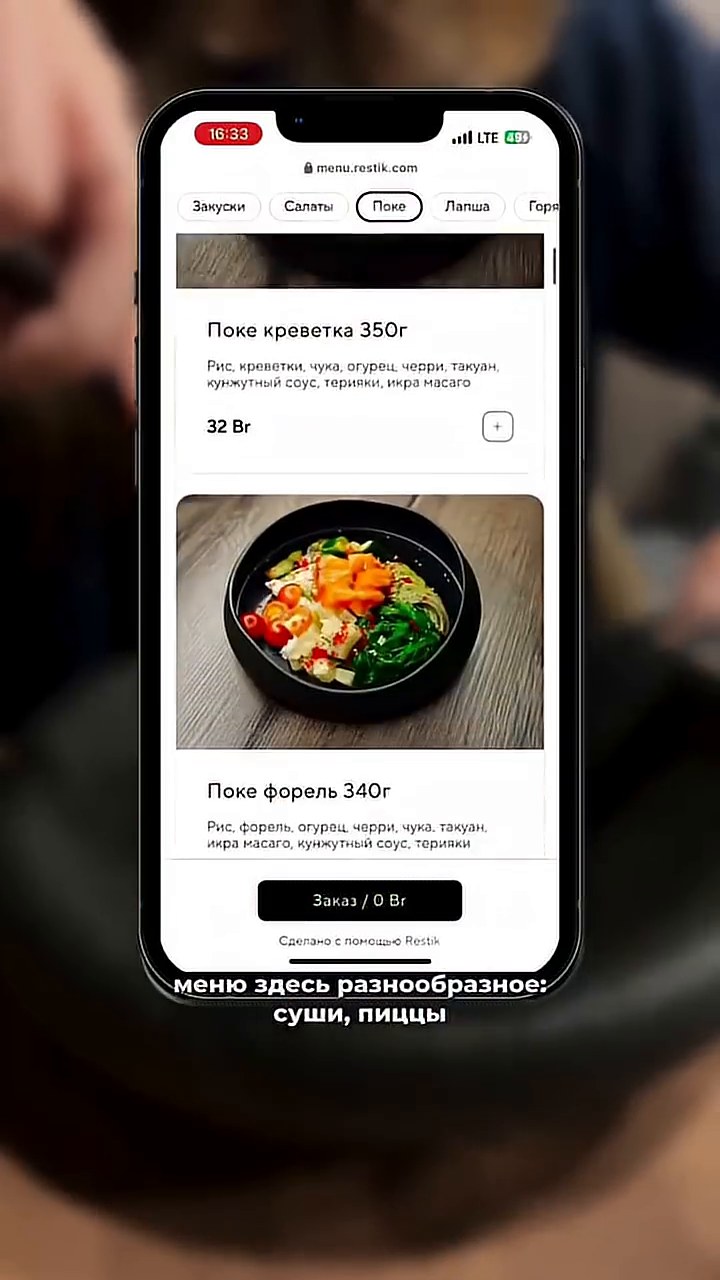 16:33
LTE 49
menu.restik.com
Закуски Салаты Поке Лапша Горя
Поке креветка 350г
Рис, креветки, чука, огурец, черри, такуан,
кунжутный соус, терияки, икра масаго
32 Br
+
Поке форель 340г
Рис, форель, огурец, черри, чука, такуан,
икра масаго, кунжутный соус, терияки
Заказ / 0 Br
Сделано с помощью Restik
меню здесь разнообразное:
суши, пиццы